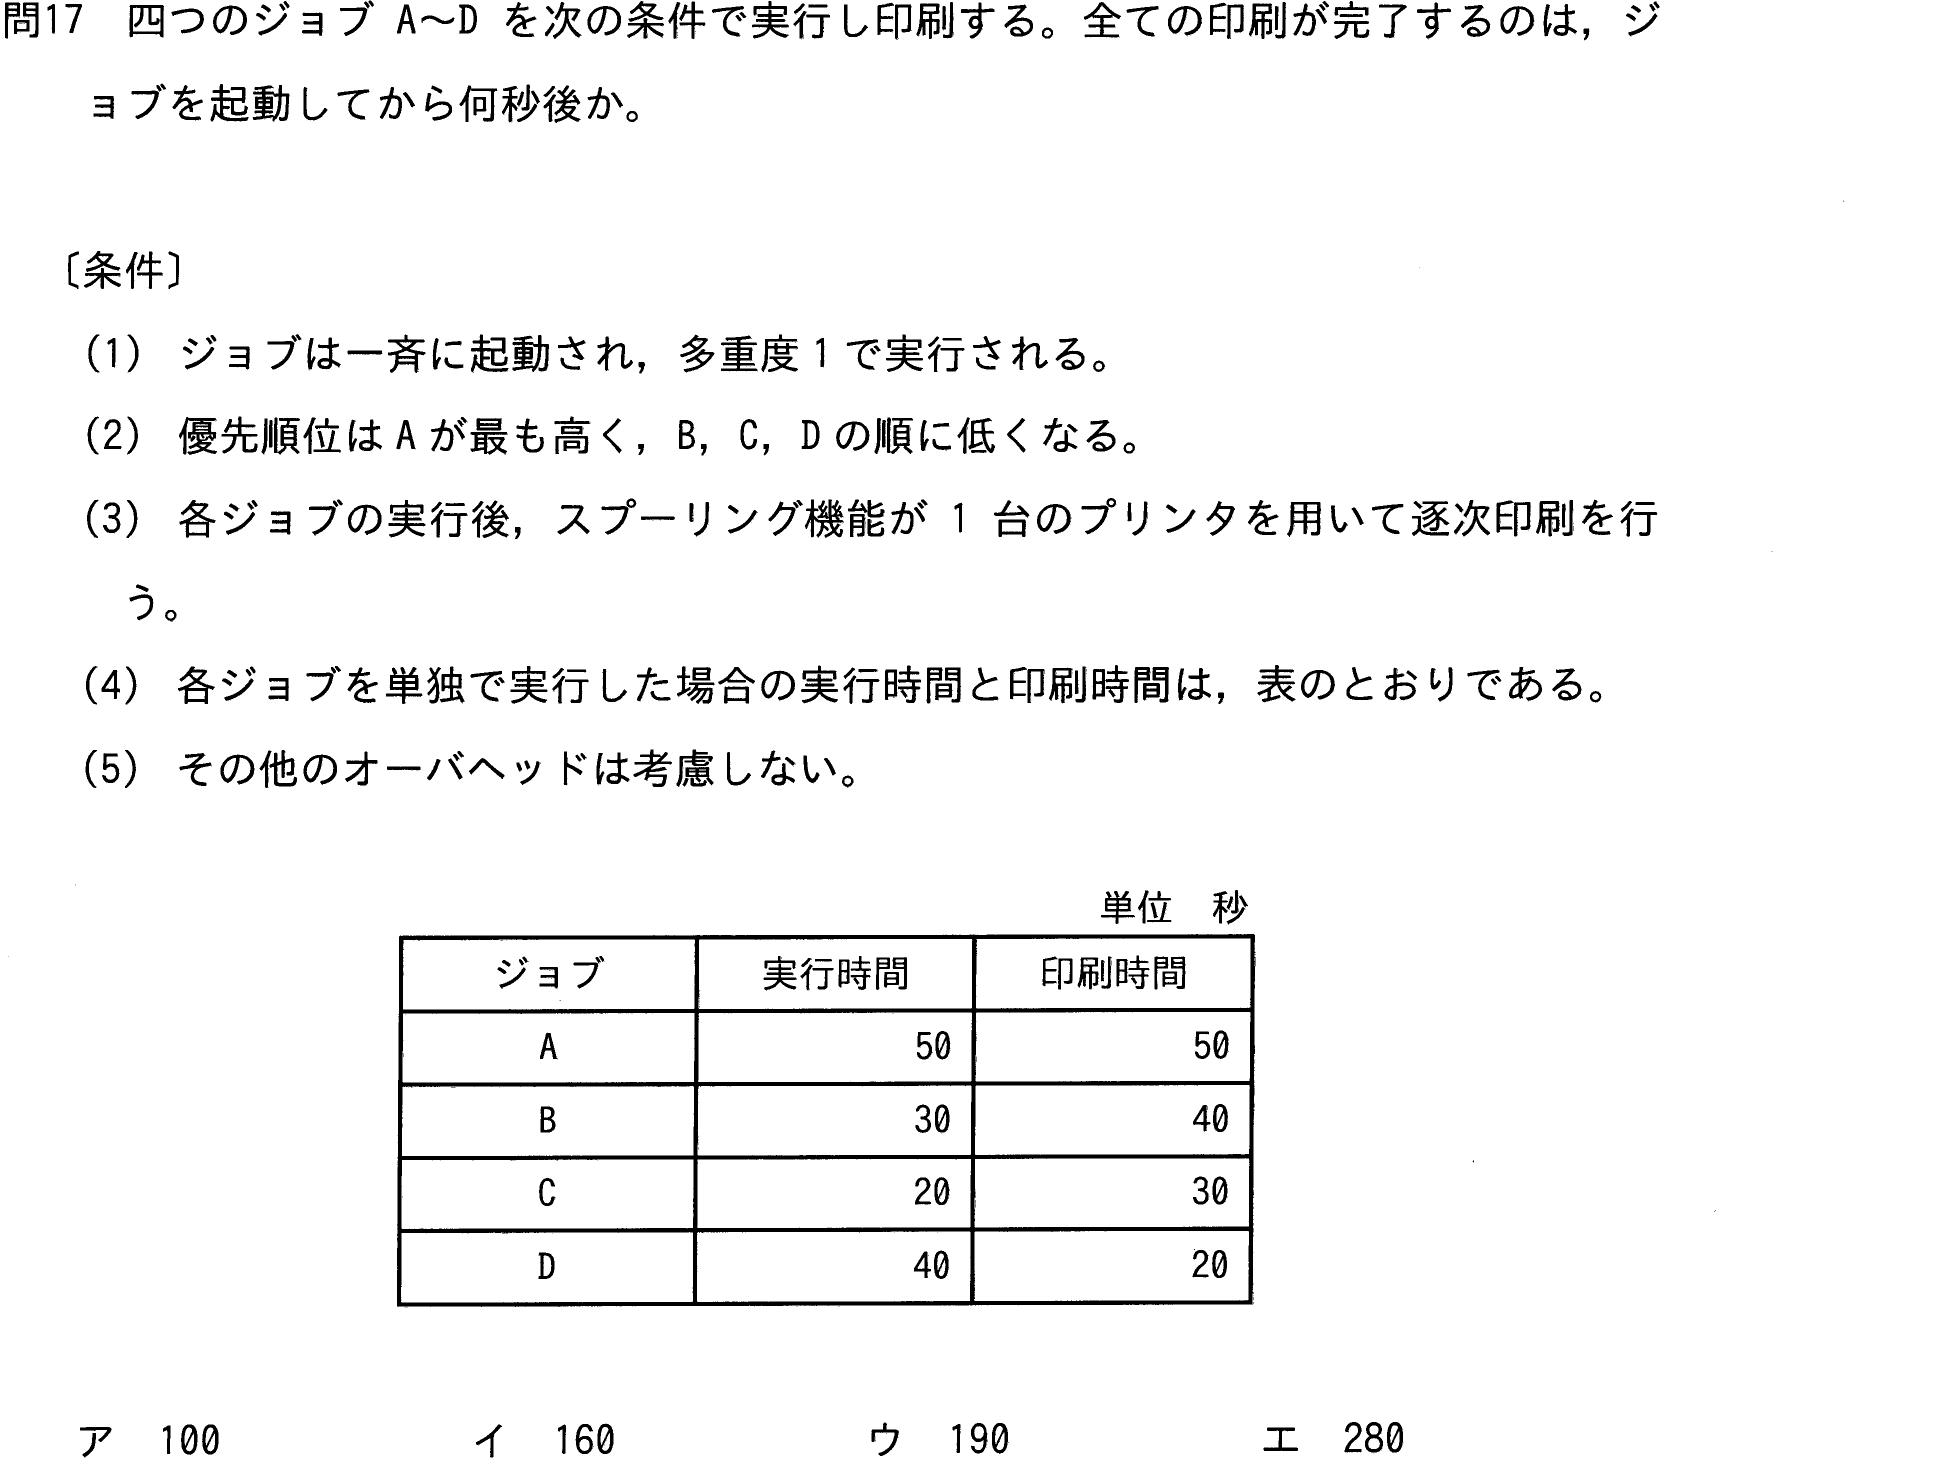 問17 四つのジョブ A～D を次の条件で実行し印刷する。全ての印刷が完了するのは，ジ
ョブを起動してから何秒後か。
〔条件〕
(1) ジョブは一斉に起動され，多重度 1 で実行される。
(2) 優先順位は A が最も高く，B，C，D の順に低くなる。
(3) 各ジョブの実行後，スプーリング機能が 1 台のプリンタを用いて逐次印刷を行
う。
(4) 各ジョブを単独で実行した場合の実行時間と印刷時間は，表のとおりである。
(5) その他のオーバヘッドは考慮しない。
単位 秒
ジョブ 実行時間 印刷時間
A 50 50
B 30 40
C 20 30
D 40 20
ア 100 イ 160 ウ 190 エ 280